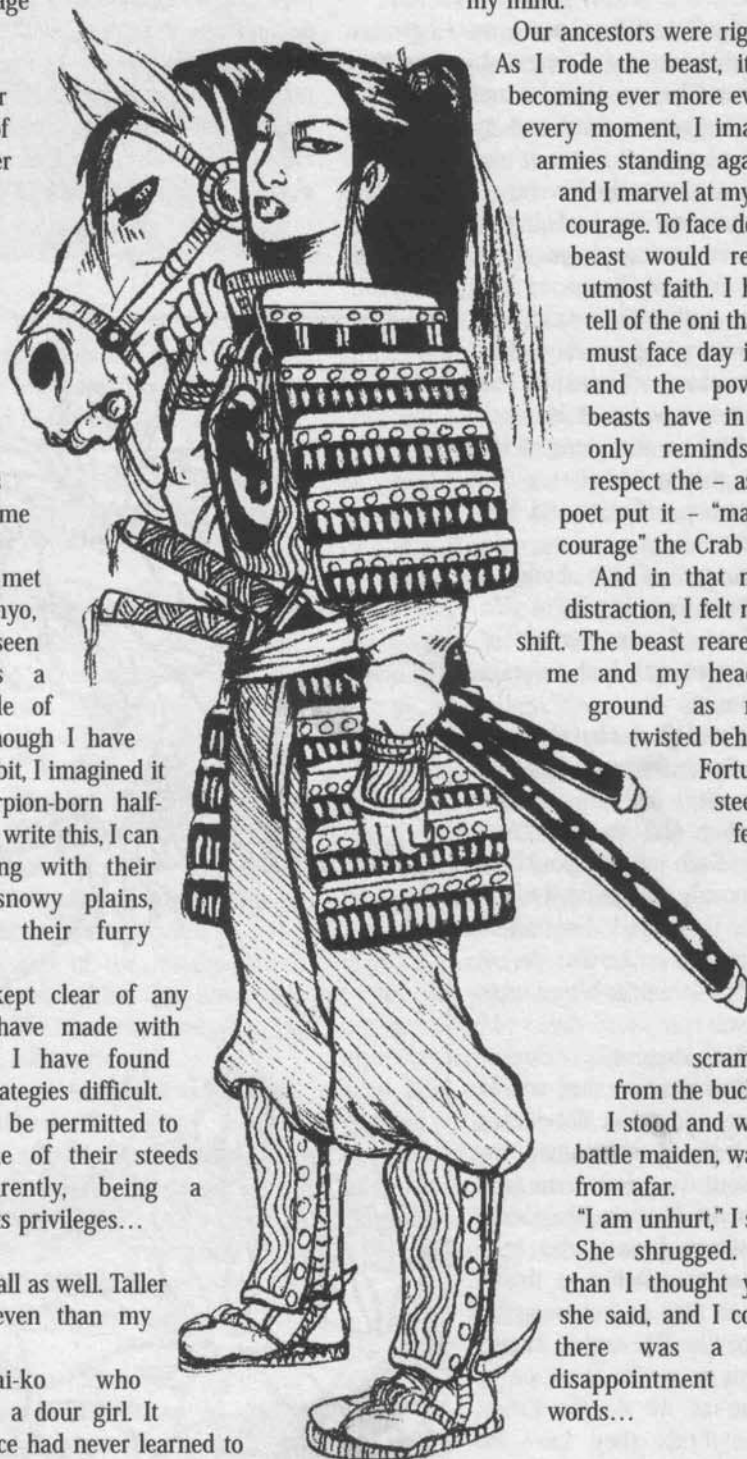 age
r
of
er
me
met
nyo,
seen
s a
le of
hough I have
bit, I imagined it
rpion-born half-
write this, I can
ng with their
snowy plains,
their furry
kept clear of any
have made with
I have found
ategies difficult.
be permitted to
e of their steeds
rently, being a
ts privileges…
all as well. Taller
even than my
ai-ko who
a dour girl. It
ce had never learned to
my mind.
Our ancestors were rig
As I rode the beast, it
becoming ever more ev
every moment, I ima
armies standing aga
and I marvel at my
courage. To face do
beast would re
utmost faith. I h
tell of the oni th
must face day i
and the pow
beasts have in
only reminds
respect the – as
poet put it – "ma
courage" the Crab
And in that m
distraction, I felt m
shift. The beast reare
me and my head
ground as m
twisted beh
Fortu
steed
fe
scram
from the buc
I stood and w
battle maiden, wa
from afar.
"I am unhurt," I s
She shrugged.
than I thought y
she said, and I co
there was a
disappointment
words…